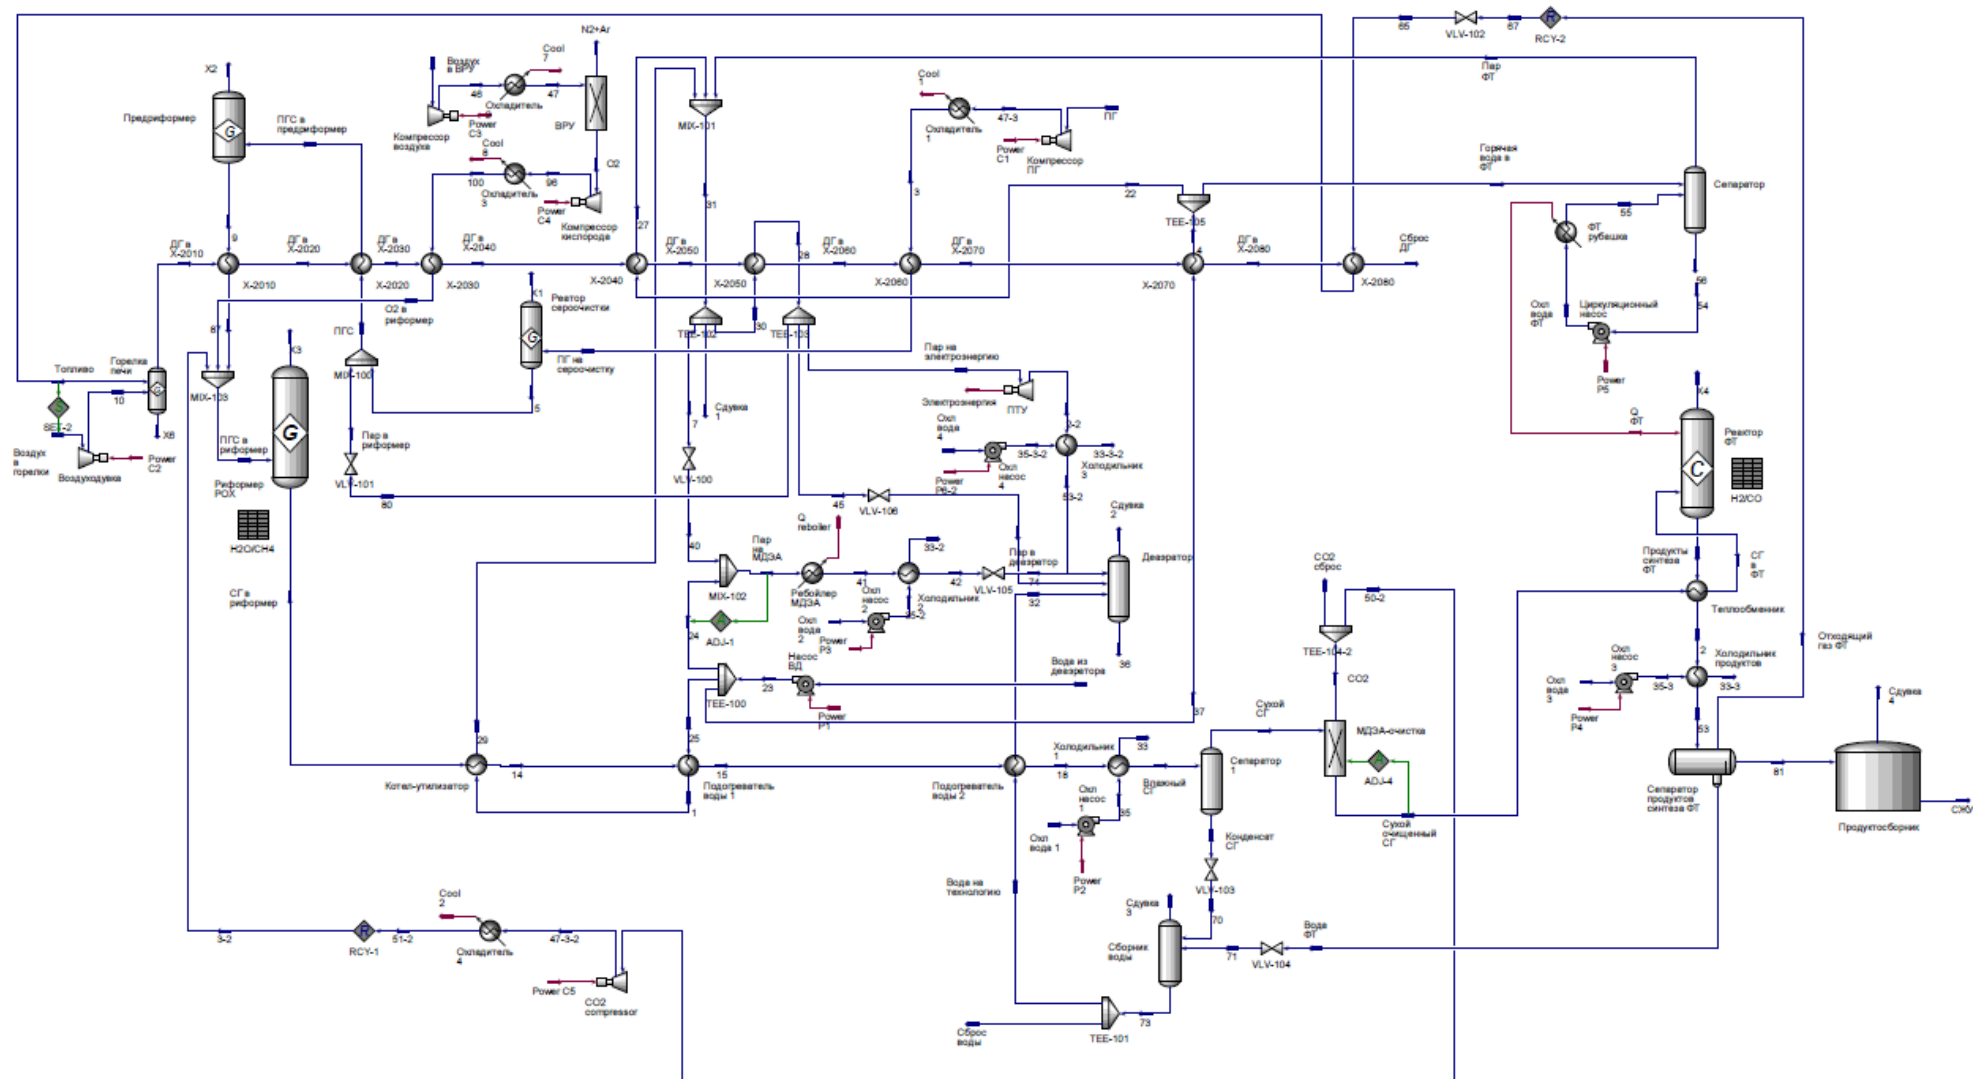 65
VLV-102
67
RCY-2
N2+Ar
Cool
7
Воздух
в ВРУ
46
47
Охладитель
Power
C3
Компрессор
воздуха
ВРУ
X2
Предриформер
ПГС в
предриформер
Cool
8
100
Охладитель
3
96
O2
Power
C4
Компрессор
кислорода
MIX-101
31
27
Cool
1
Охладитель
1
47-3
ПГ
Power
C1
Компрессор
ПГ
3
Пар
ФТ
Горячая
вода в
ФТ
22
TEE-105
Сепаратор
55
ФТ
рубашка
56
54
Охл
вода
ФТ
Циркуляционный
насос
Power
P5
9
ДГ в
X-2010
X-2010
ДГ в
X-2020
X-2020
ДГ в
X-2030
X-2030
ДГ в
X-2040
X-2040
ДГ в
X-2050
X-2050
28
ДГ в
X-2060
X-2060
ДГ в
X-2070
X-2070
4
ДГ в
X-2080
X-2080
Сброс
ДГ
O2 в
риформер
87
X1
Реатор
сероочистки
ПГС
MIX-100
5
ПГ на
сероочистку
TEE-102
30
TEE-103
Пар на
электроэнергию
Топливо
Горелка
печи
10
SET-2
X6
Воздух
в
горелки
Воздуходувка
Power
C2
MIX-103
X3
ПГС в
риформер
Риформер
POX
H2O/CH4
Пар в
риформер
VLV-101
80
7
Сдувка
1
VLV-100
Электроэнергия
ПТУ
2-2
Охл
вода
4
35-3-2
33-3-2
Охл
насос
4
Холодильник
3
Power
P6-2
53-2
45
VLV-106
X4
Реактор
ФТ
Q
ФТ
H2/CO
Q
reboiler
Сдувка
2
Деаэратор
40
Пар
на
МДЭА
MIX-102
Ребойлер
МДЭА
41
33-2
42
VLV-105
Пар в
деаэратор
74
32
Охл
насос
2
Холодильник
2
35-2
Охл
вода
2
Power
P3
ADJ-1
24
36
Насос
ВД
23
TEE-100
Power
P1
Вода из
деаэратора
37
25
СГ в
риформер
CO2
сброс
50-2
TEE-104-2
CO2
Продукты
синтеза
ФТ
СГ
в
ФТ
Теплообменник
2
Отходящий
газ ФТ
Охл
насос
3
Холодильник
продуктов
Охл
вода
3
35-3
33-3
Power
P4
53
Сдувка
4
29
Котел-утилизатор
14
Подогреватель
воды 1
15
1
Подогреватель
воды 2
18
Холодильник
1
33
Влажный
СГ
Сухой
СГ
Сепаратор
1
МДЭА-очистка
ADJ-4
Сухой
очищенный
СГ
Сепаратор
продуктов
синтеза ФТ
81
Продуктосборник
СЖУ
Охл
насос
1
35
Охл
вода 1
Power
P2
Конденсат
СГ
VLV-103
70
Вода на
технологию
Сдувка
3
Сборник
воды
71
VLV-104
Вода
ФТ
73
TEE-101
Сброс
воды
3-2
RCY-1
51-2
Cool
2
Охладитель
4
47-3-2
Power C5
CO2
compressor